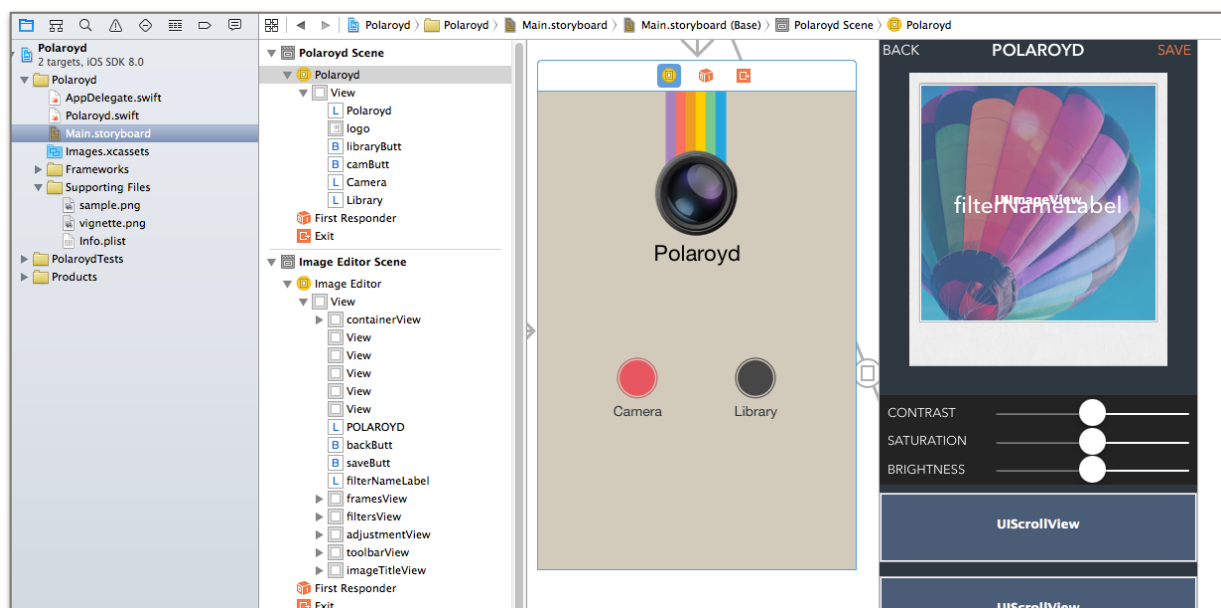 Polaroyd
Polaroyd
Main.storyboard
Main.storyboard (Base)
Polaroyd Scene
Polaroyd
Polaroyd
2 targets, iOS SDK 8.0
Polaroyd
AppDelegate.swift
Polaroyd.swift
Main.storyboard
Images.xcassets
Frameworks
Supporting Files
sample.png
vignette.png
Info.plist
PolaroydTests
Products
Polaroyd Scene
Polaroyd
View
L Polaroyd
logo
B libraryButt
B camButt
L Camera
L Library
First Responder
Exit
Image Editor Scene
Image Editor
View
containerView
View
View
View
View
View
L POLAROYD
B backButt
B saveButt
L filterNameLabel
framesView
filtersView
adjustmentView
toolbarView
imageTitleView
First Responder
Exit
Polaroyd
Camera
Library
BACK
POLAROYD
SAVE
UIImageView
filterNameLabel
CONTRAST
SATURATION
BRIGHTNESS
UIScrollView
UIScrollView